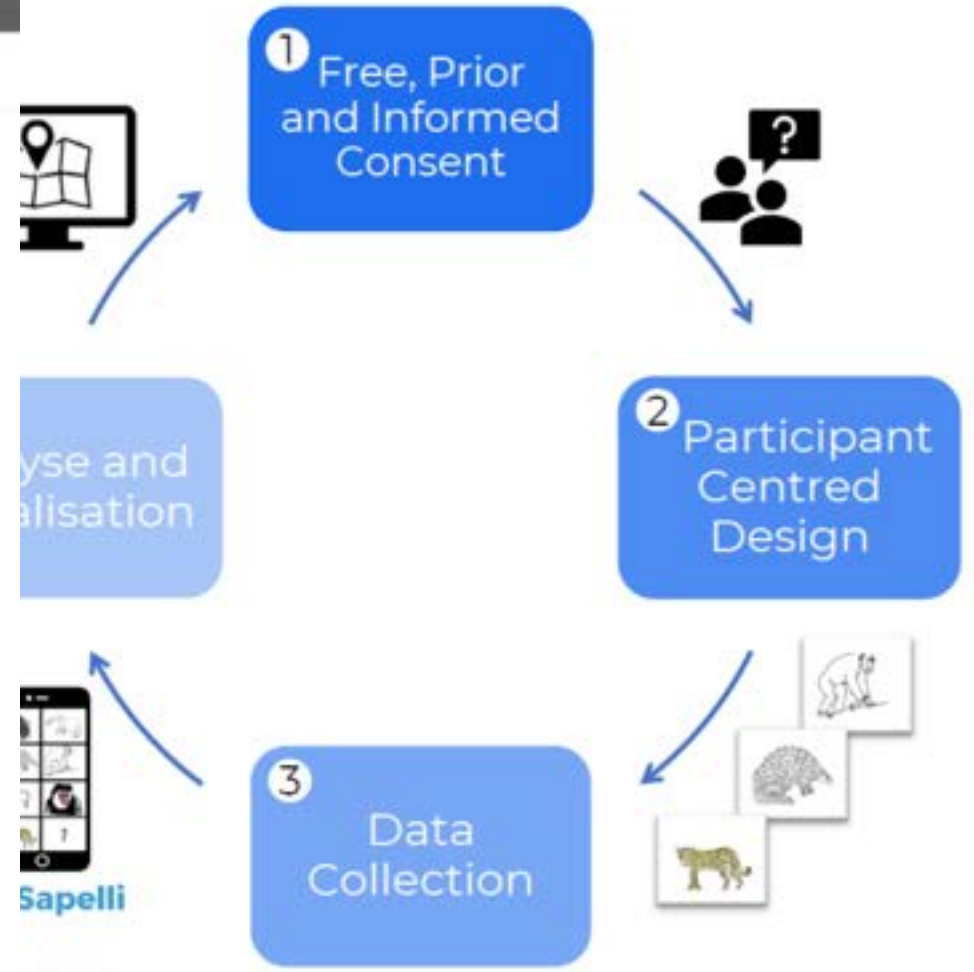 1
Free, Prior
and Informed
Consent
?
2
Participant
Centred
Design
yse and
alisation
3
Data
Collection
?
Sapelli